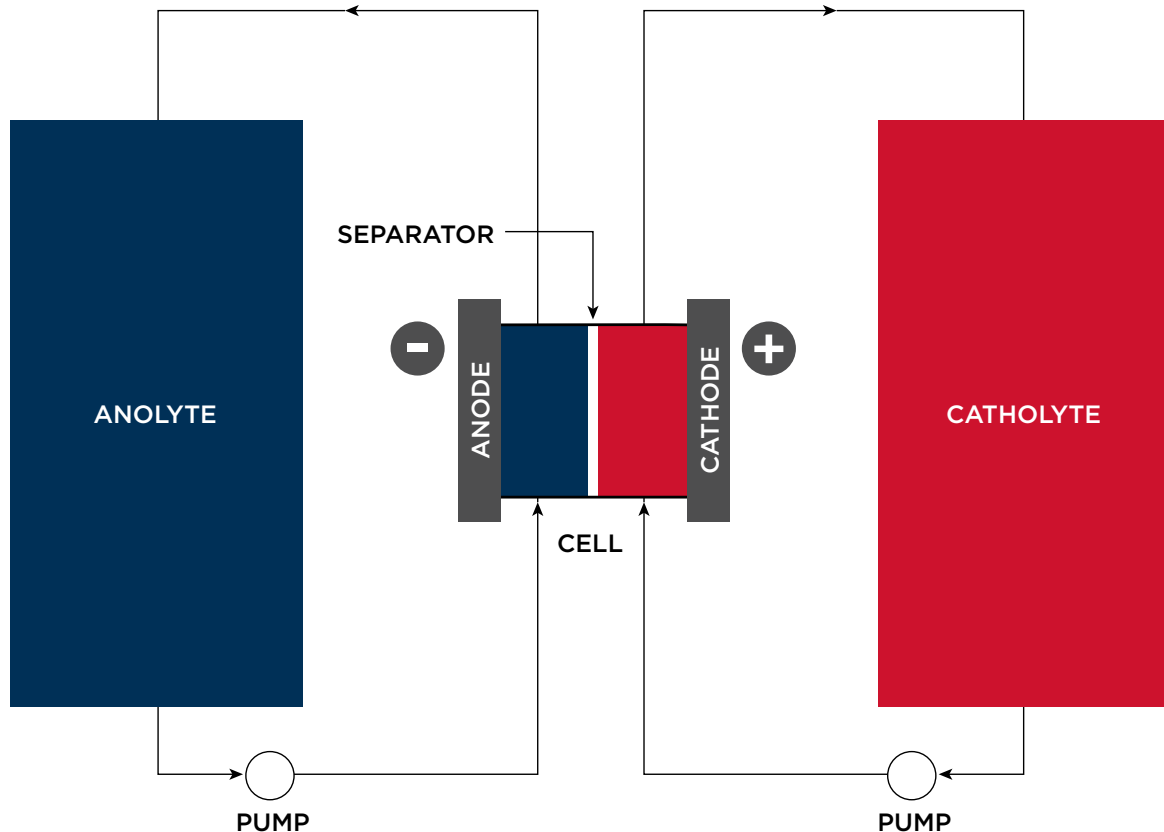 SEPARATOR
-
+
ANOLYTE
ANODE
CATHODE
CATHOLYTE
CELL
PUMP
PUMP